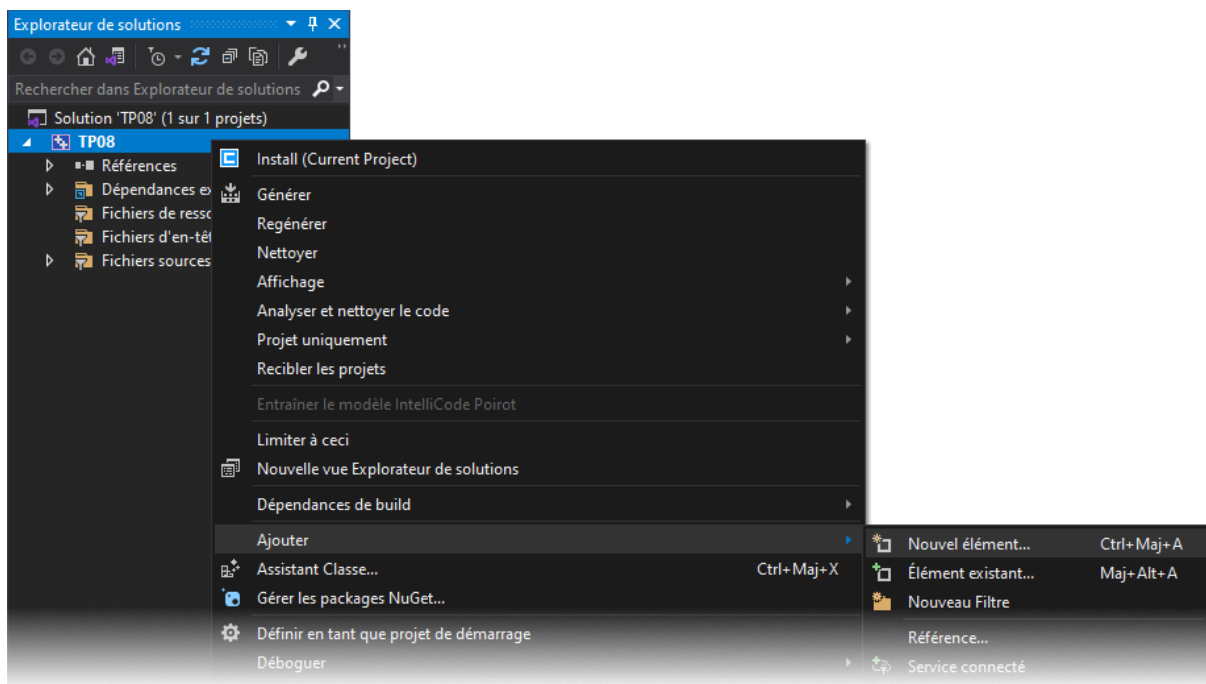 Explorateur de solutions
Rechercher dans Explorateur de solutions
Solution 'TP08' (1 sur 1 projets)
TP08
Références
Dépendances
Fichiers de
Fichiers
Fichiers sources
Install (Current Project)
Générer
Regénérer
Nettoyer
Affichage
Analyser et nettoyer le code
Projet uniquement
Recibler les projets
Entraîner le modèle IntelliCode Poirot
Limiter à ceci
Nouvelle vue Explorateur de solutions
Dépendances de build
Ajouter
Assistant Classe... Ctrl+Maj+X
Gérer les packages NuGet...
Définir en tant que projet de démarrage
Déboguer
Nouvel élément... Ctrl+Maj+A
Élément existant... Maj+Alt+A
Nouveau Filtre
Référence...
Service connecté